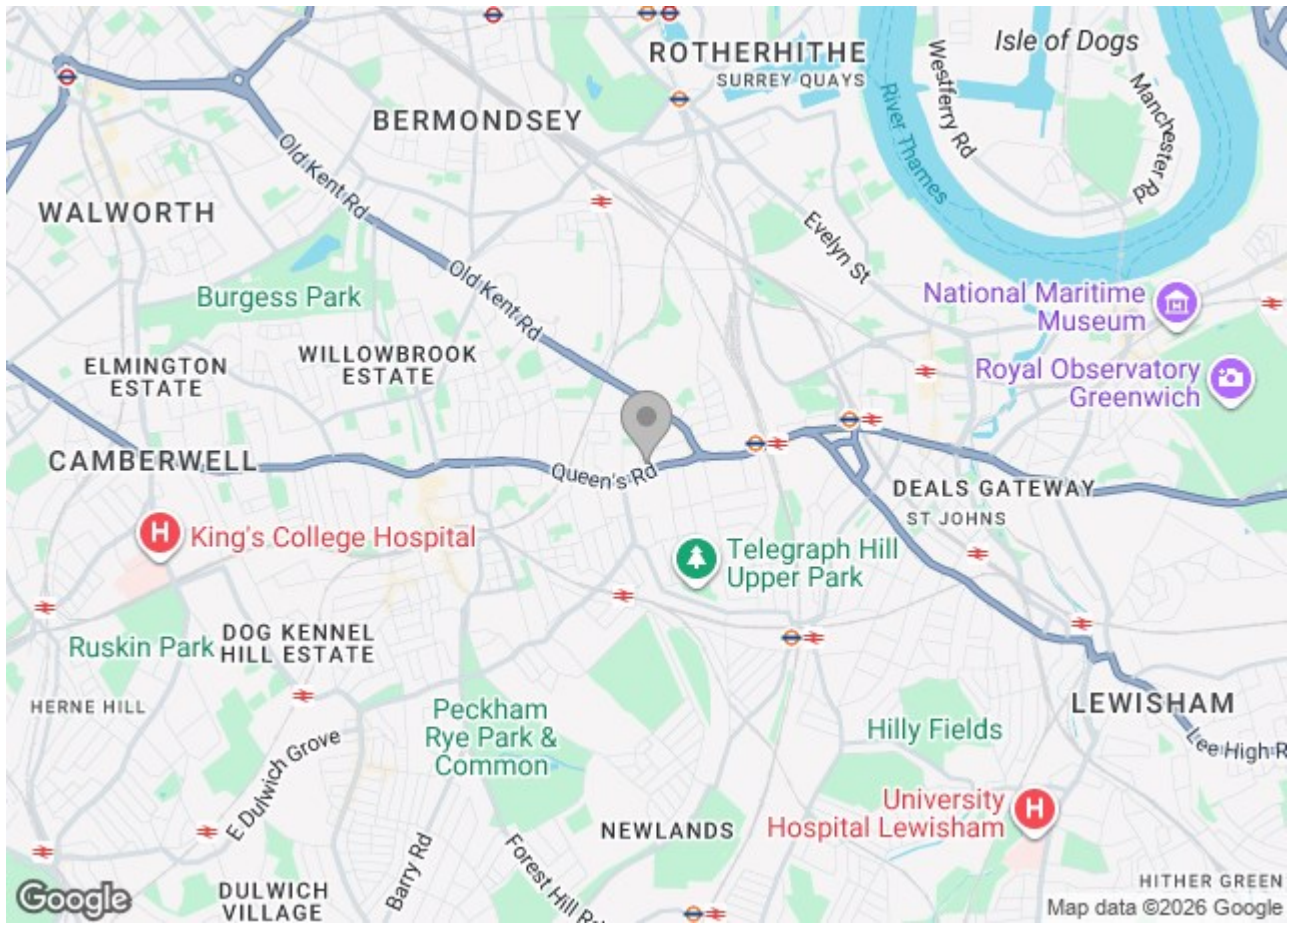 Isle of Dogs
ROTHERHITHE
SURREY QUAYS
Westferry Rd
Manchester
Rd
River Thames
BERMONDSEY
Old Kent Rd
WALWORTH
Evelyn St
Old Kent Rd
Burgess Park
National Maritime
Museum
ELMINGTON
ESTATE
WILLOWBROOK
ESTATE
Royal Observatory
Greenwich
CAMBERWELL
Queen's Rd
DEALS GATEWAY
ST JOHNS
H
King's College Hospital
Telegraph Hill
Upper Park
Ruskin Park
DOG KENNEL
HILL ESTATE
HERNE HILL
LEWISHAM
Peckham
Rye Park &
Common
Hilly Fields
Lee High R
E Dulwich Grove
University
Hospital Lewisham
H
NEWLANDS
Barry Rd
Forest Hill Rd
HITHER GREEN
DULWICH
VILLAGE
Google
Map data ©2026 Google